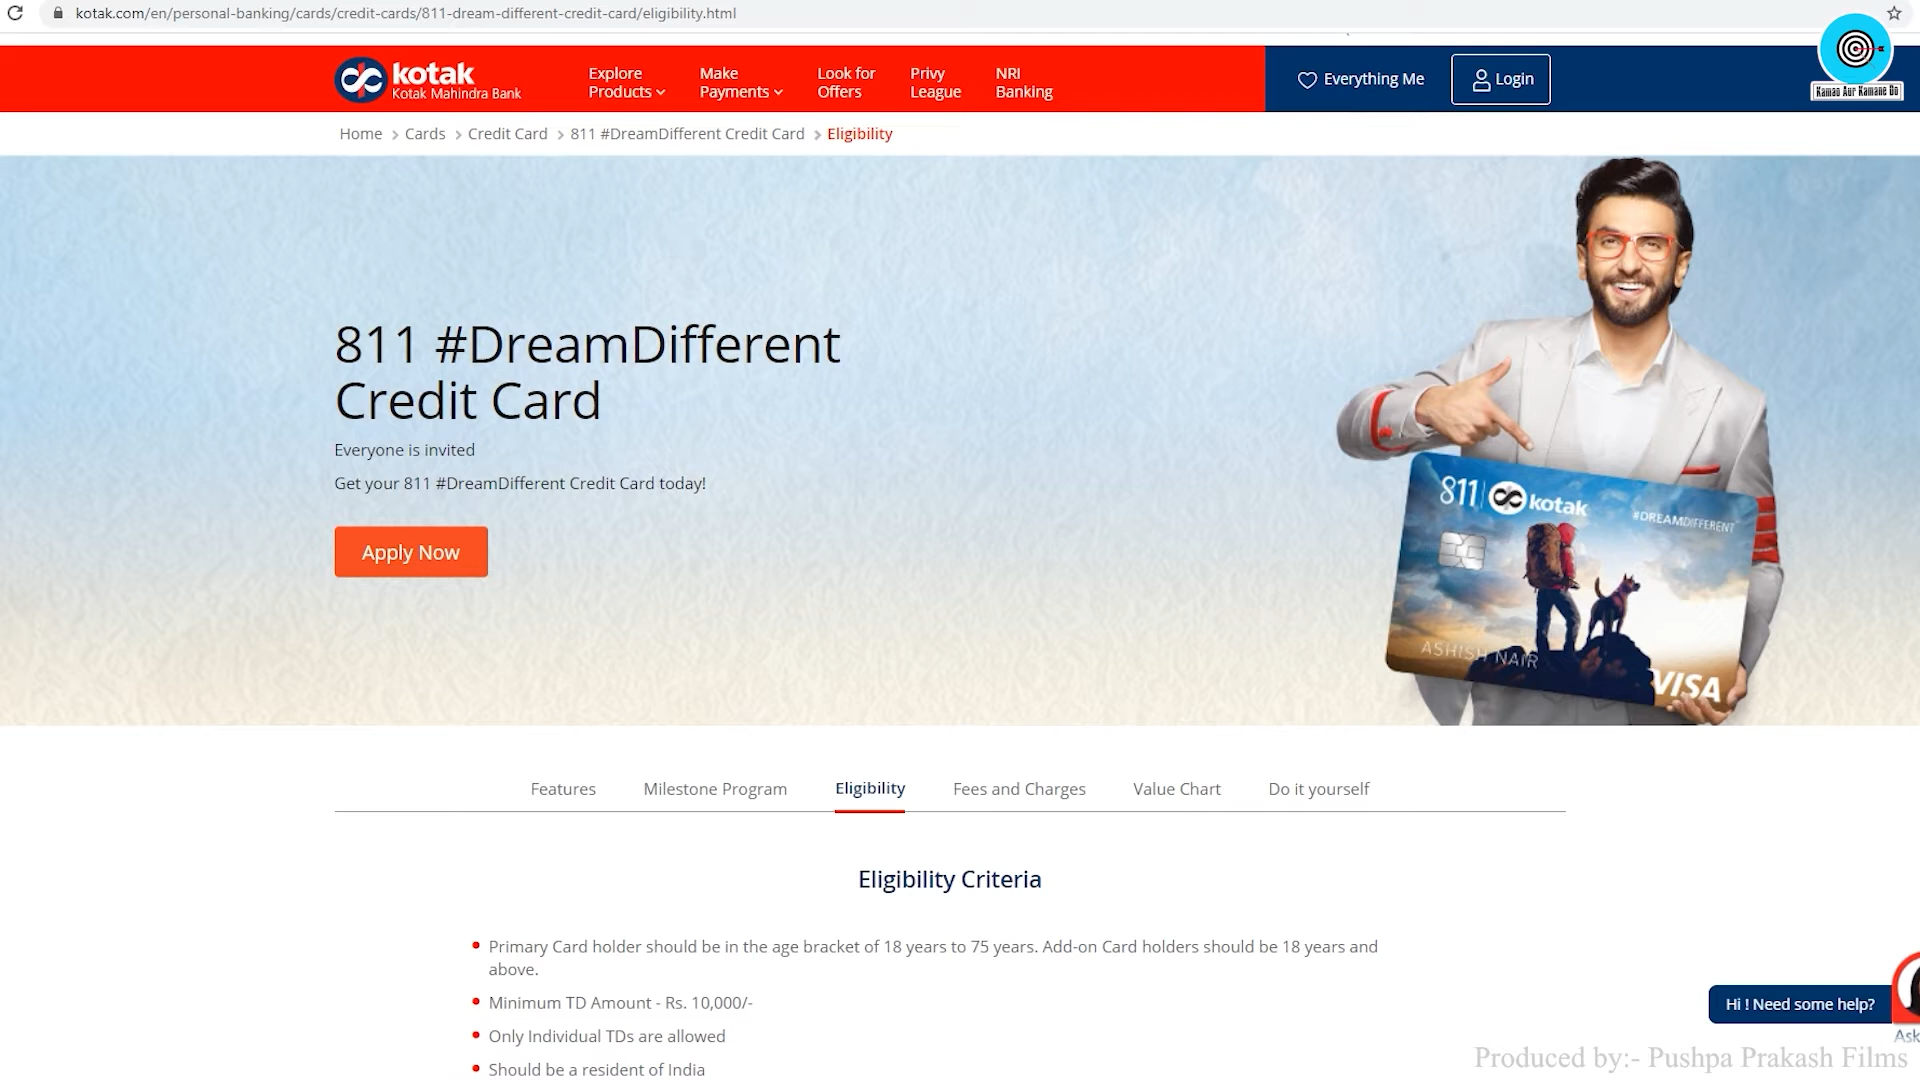 kotak.com/en/personal-banking/cards/credit-cards/811-dream-different-credit-card/eligibility.html
kotak
Kotak Mahindra Bank
Explore Products
Make Payments
Look for Offers
Privy League
NRI Banking
Everything Me
Login
Kamao Aur Kamane Do
Home > Cards > Credit Card > 811 #DreamDifferent Credit Card > Eligibility
811 #DreamDifferent
Credit Card
Everyone is invited
Get your 811 #DreamDifferent Credit Card today!
Apply Now
811 kotak
#DREAMDIFFERENT
ASHISH NAIR
VISA
Features Milestone Program Eligibility Fees and Charges Value Chart Do it yourself
Eligibility Criteria
Primary Card holder should be in the age bracket of 18 years to 75 years. Add-on Card holders should be 18 years and
above.
Minimum TD Amount - Rs. 10,000/-
Only Individual TDs are allowed
Should be a resident of India
Hi ! Need some help?
Ask
Produced by:- Pushpa Prakash Films